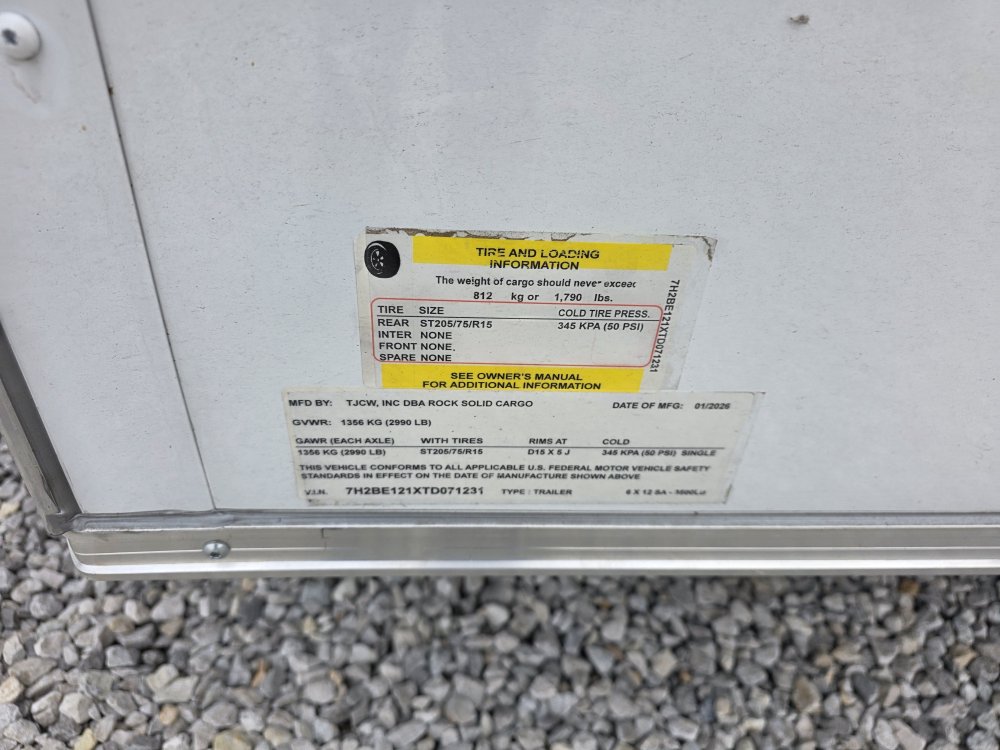 TIRE AND LOADING
INFORMATION
The weight of cargo should never exceed
812 kg or 1,790 lbs.
TIRE SIZE COLD TIRE PRESS.
REAR ST205/75/R15 345 KPA (50 PSI)
INTER NONE
FRONT NONE.
SPARE NONE
SEE OWNER'S MANUAL
FOR ADDITIONAL INFORMATION
7H2BE121XTD071231
MFD BY: TJCW, INC DBA ROCK SOLID CARGO DATE OF MFG: 01/2026
GVWR: 1356 KG (2990 LB)
GAWR (EACH AXLE) WITH TIRES RIMS AT COLD
1356 KG (2990 LB) ST205/75/R15 D15 X 5 J 345 KPA (50 PSI) SINGLE
THIS VEHICLE CONFORMS TO ALL APPLICABLE U.S. FEDERAL MOTOR VEHICLE SAFETY
STANDARDS IN EFFECT ON THE DATE OF MANUFACTURE SHOWN ABOVE
V.I.N. 7H2BE121XTD071231 TYPE : TRAILER 6 X 12 SA - 3500LB